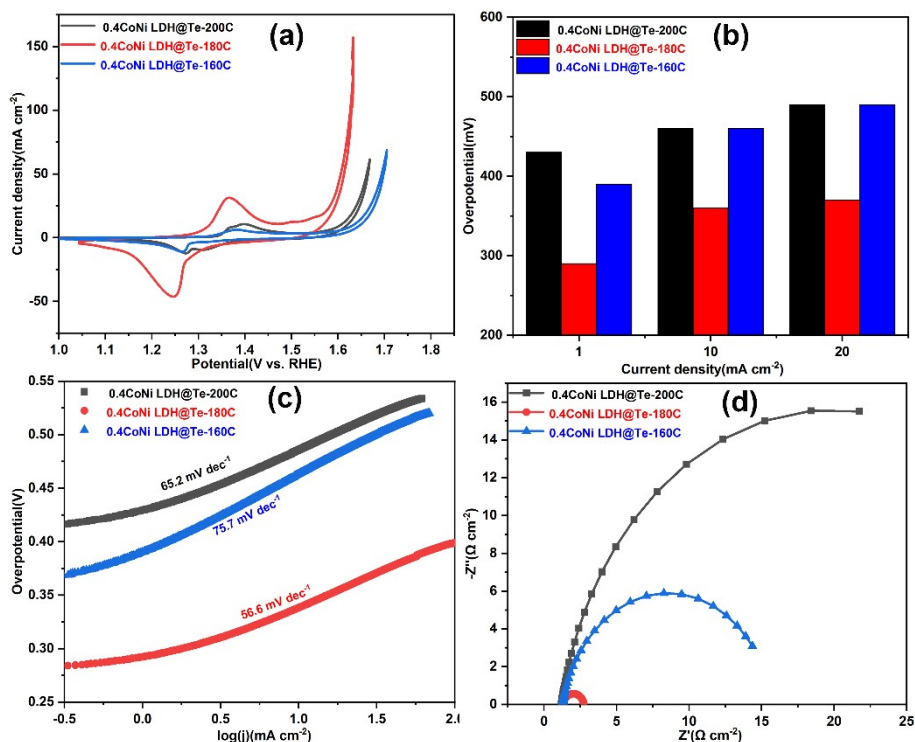 (a)
0.4CoNi LDH@Te-200C
0.4CoNi LDH@Te-180C
0.4CoNi LDH@Te-160C
150
100
50
0
-50
Current density(mA cm⁻²)
1.0 1.1 1.2 1.3 1.4 1.5 1.6 1.7 1.8
Potential(V vs. RHE)
(b)
0.4CoNi LDH@Te-200C
0.4CoNi LDH@Te-180C
0.4CoNi LDH@Te-160C
600
500
400
300
200
Overpotential(mV)
1 10 20
Current density(mA cm⁻²)
(c)
0.4CoNi LDH@Te-200C
0.4CoNi LDH@Te-180C
0.4CoNi LDH@Te-160C
65.2 mV dec⁻¹
75.7 mV dec⁻¹
56.6 mV dec⁻¹
0.55
0.50
0.45
0.40
0.35
0.30
0.25
Overpotential(V)
-0.5 0.0 0.5 1.0 1.5 2.0
log(j)(mA cm⁻²)
(d)
0.4CoNi LDH@Te-200C
0.4CoNi LDH@Te-180C
0.4CoNi LDH@Te-160C
16
14
12
10
8
6
4
2
0
-Z''(Ω cm⁻²)
0 5 10 15 20 25
Z'(Ω cm⁻²)